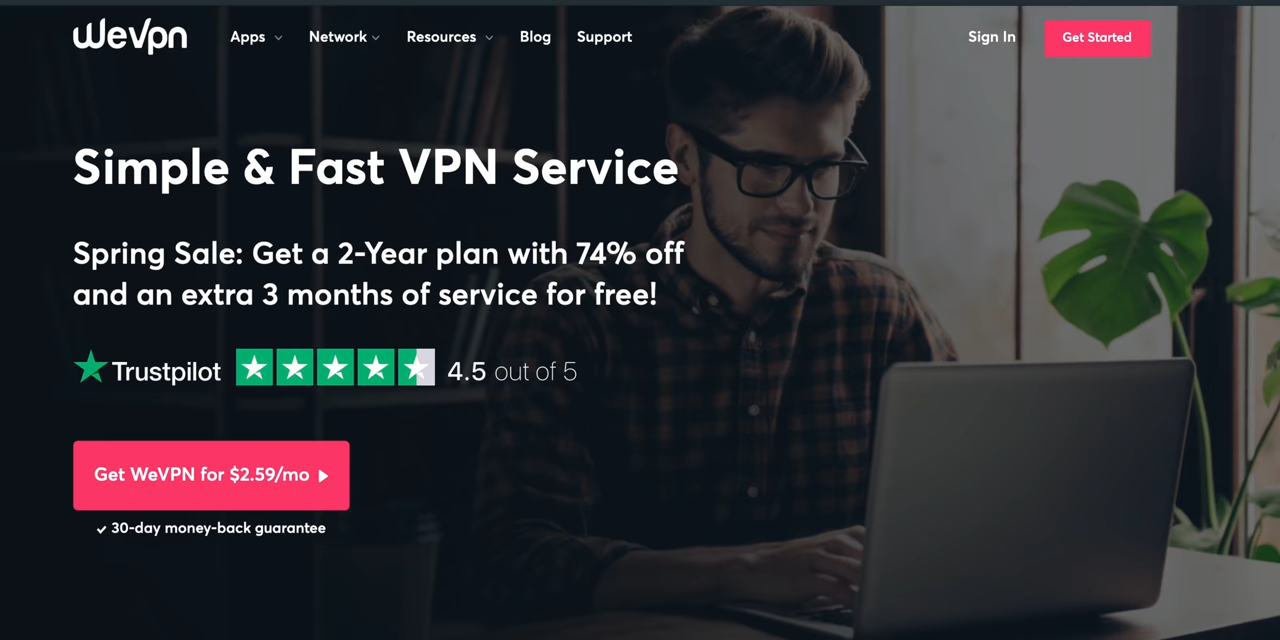 WeVpn
Apps
Network
Resources
Blog
Support
Sign In
Get Started
Simple & Fast VPN Service
Spring Sale: Get a 2-Year plan with 74% off
and an extra 3 months of service for free!
Trustpilot
4.5 out of 5
Get WeVPN for $2.59/mo
30-day money-back guarantee